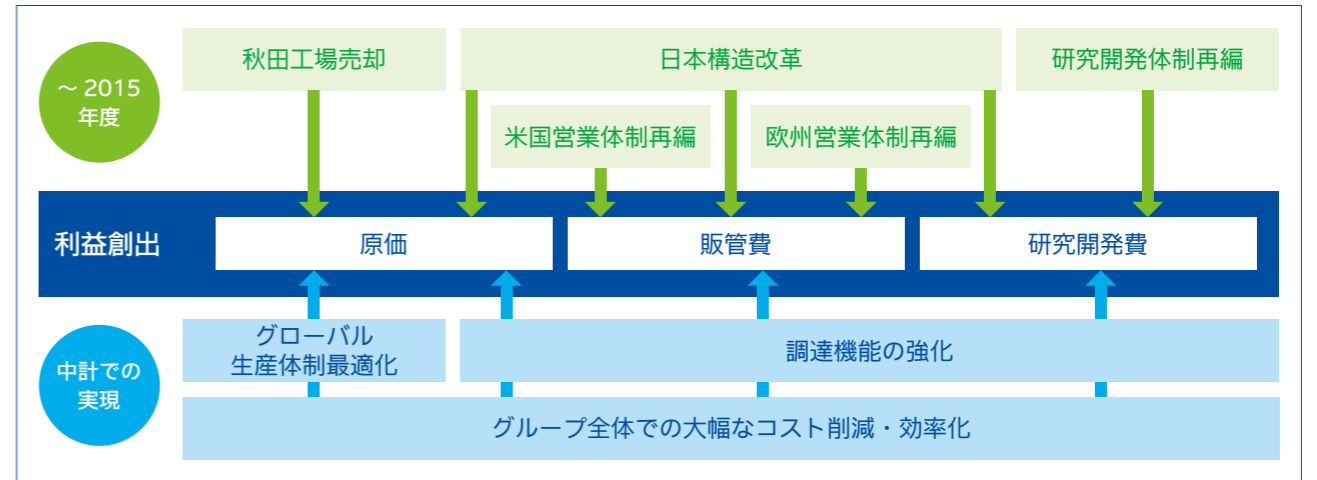 ～ 2015
年度
秋田工場売却
日本構造改革
研究開発体制再編
米国営業体制再編
欧州営業体制再編
利益創出
原価
販管費
研究開発費
中計での
実現
グローバル
生産体制最適化
調達機能の強化
グループ全体での大幅なコスト削減・効率化